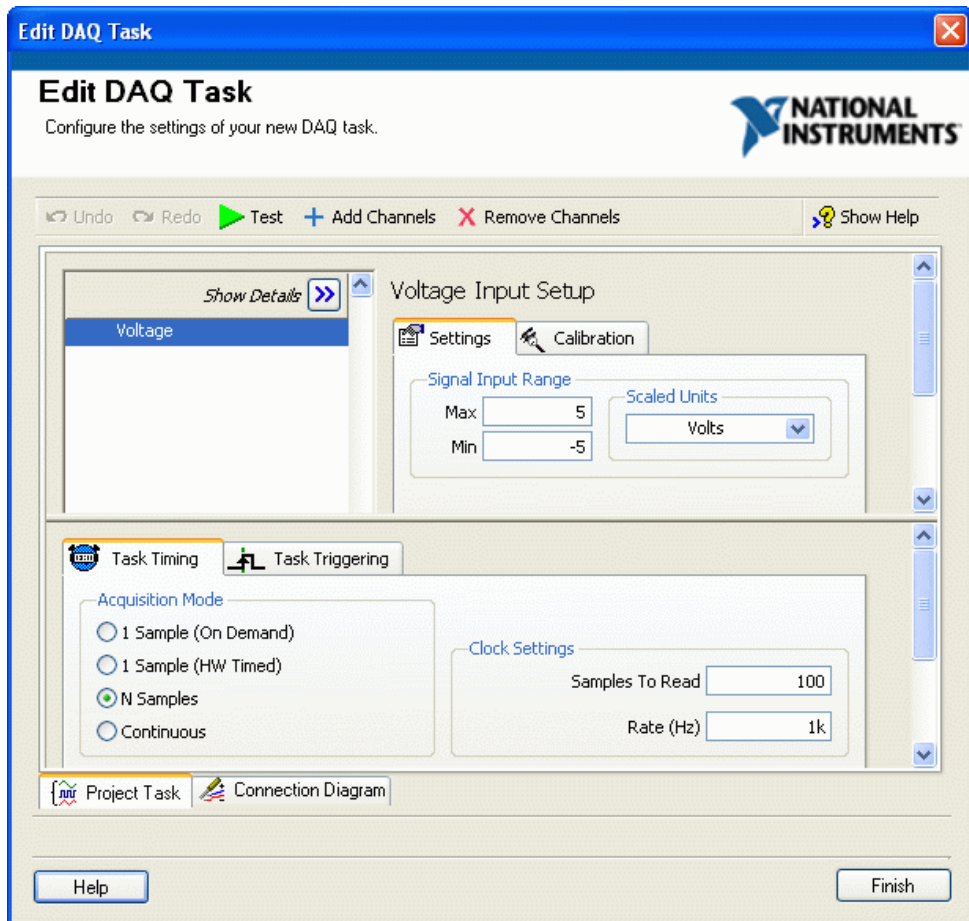 Edit DAQ Task
Edit DAQ Task
Configure the settings of your new DAQ task.
NATIONAL
INSTRUMENTS
Undo Redo Test Add Channels Remove Channels Show Help
Show Details
Voltage
Voltage Input Setup
Settings Calibration
Signal Input Range
Max 5
Min -5
Scaled Units
Volts
Task Timing Task Triggering
Acquisition Mode
1 Sample (On Demand)
1 Sample (HW Timed)
N Samples
Continuous
Clock Settings
Samples To Read 100
Rate (Hz) 1k
Project Task Connection Diagram
Help Finish